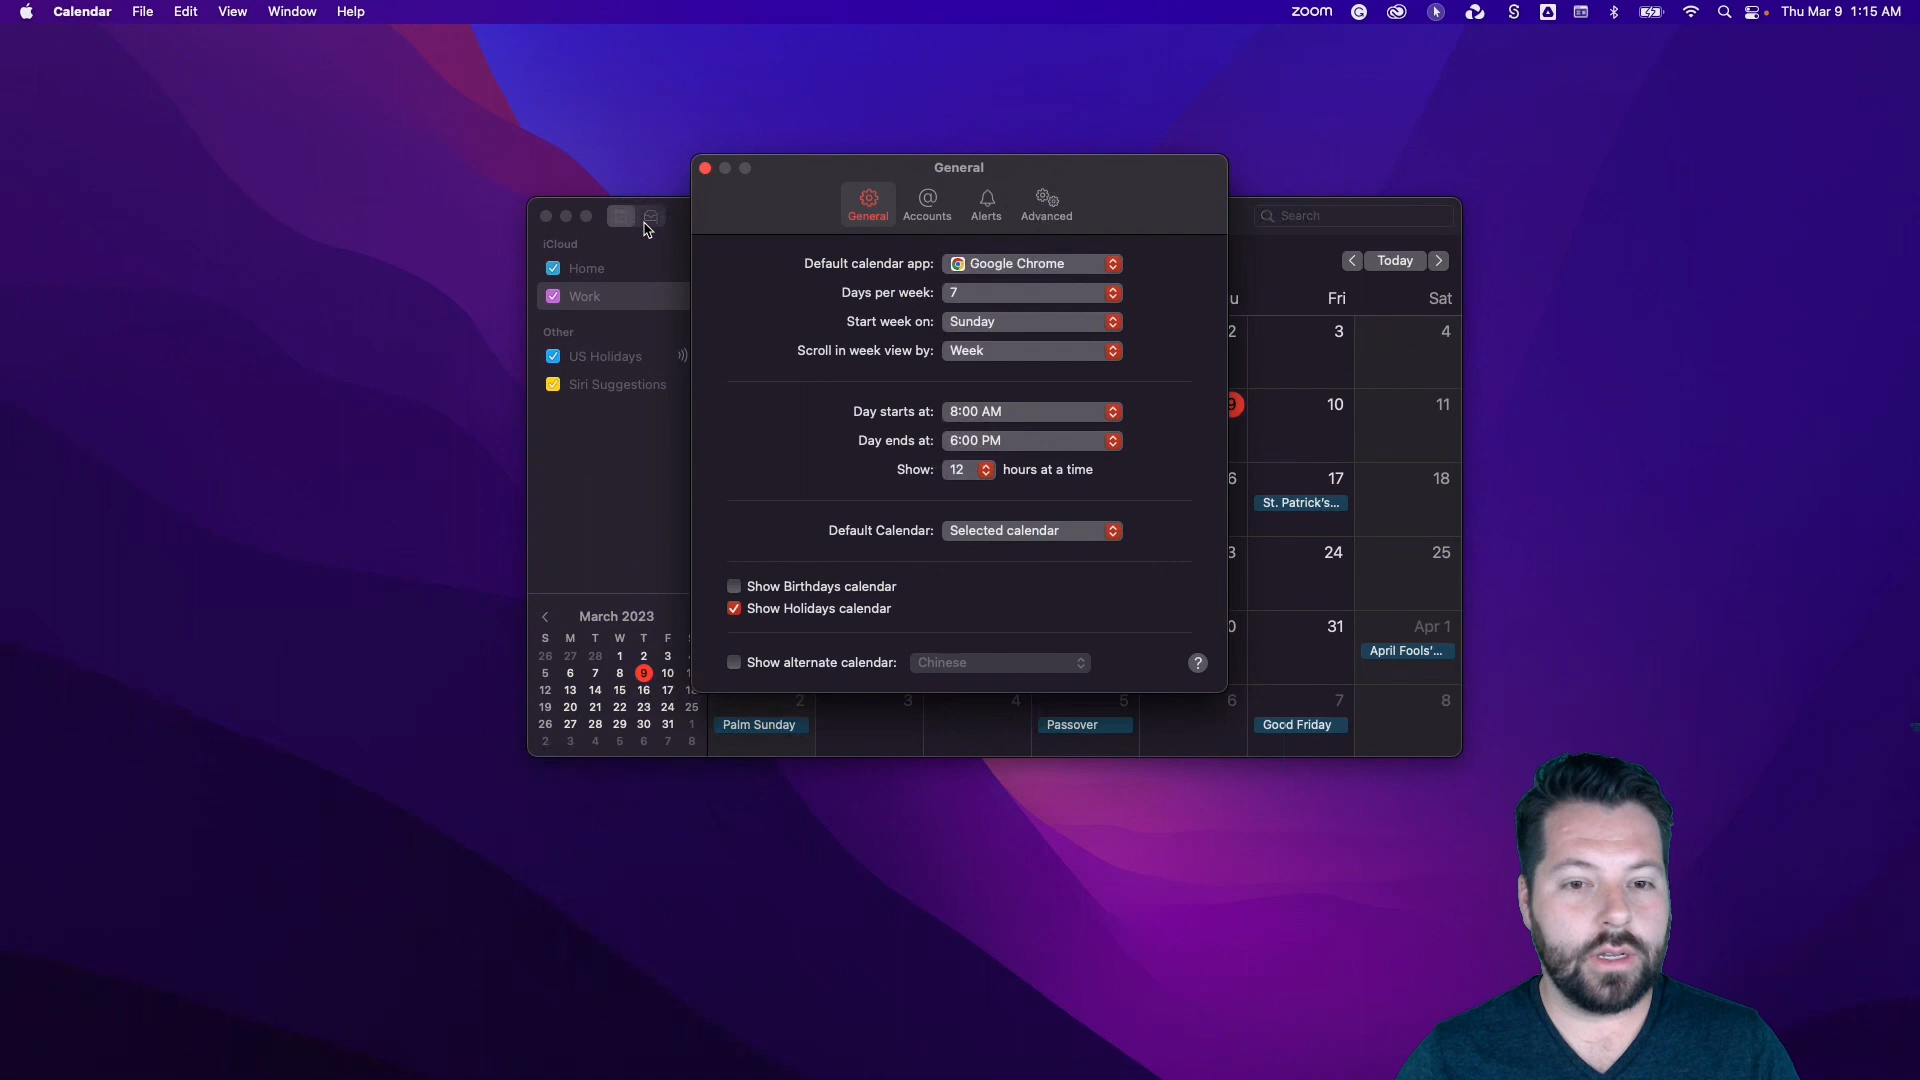 Calendar File Edit View Window Help
zoom Thu Mar 9 1:15 AM
General
General Accounts Alerts Advanced
Search
iCloud
Home
Work
Other
US Holidays
Siri Suggestions
Default calendar app: Google Chrome
Days per week: 7
Start week on: Sunday
Scroll in week view by: Week
Day starts at: 8:00 AM
Day ends at: 6:00 PM
Show: 12 hours at a time
Default Calendar: Selected calendar
Show Birthdays calendar
Show Holidays calendar
Show alternate calendar: Chinese ?
< Today >
u Fri Sat
2 3 4
9 10 11
6 17 18
St. Patrick's...
3 24 25
0 31 Apr 1
April Fools'...
2 3 4 5 6 7 8
Palm Sunday Passover Good Friday
March 2023
S M T W T F S
26 27 28 1 2 3
5 6 7 8 9 10
12 13 14 15 16 17 18
19 20 21 22 23 24 25
26 27 28 29 30 31 1
2 3 4 5 6 7 8